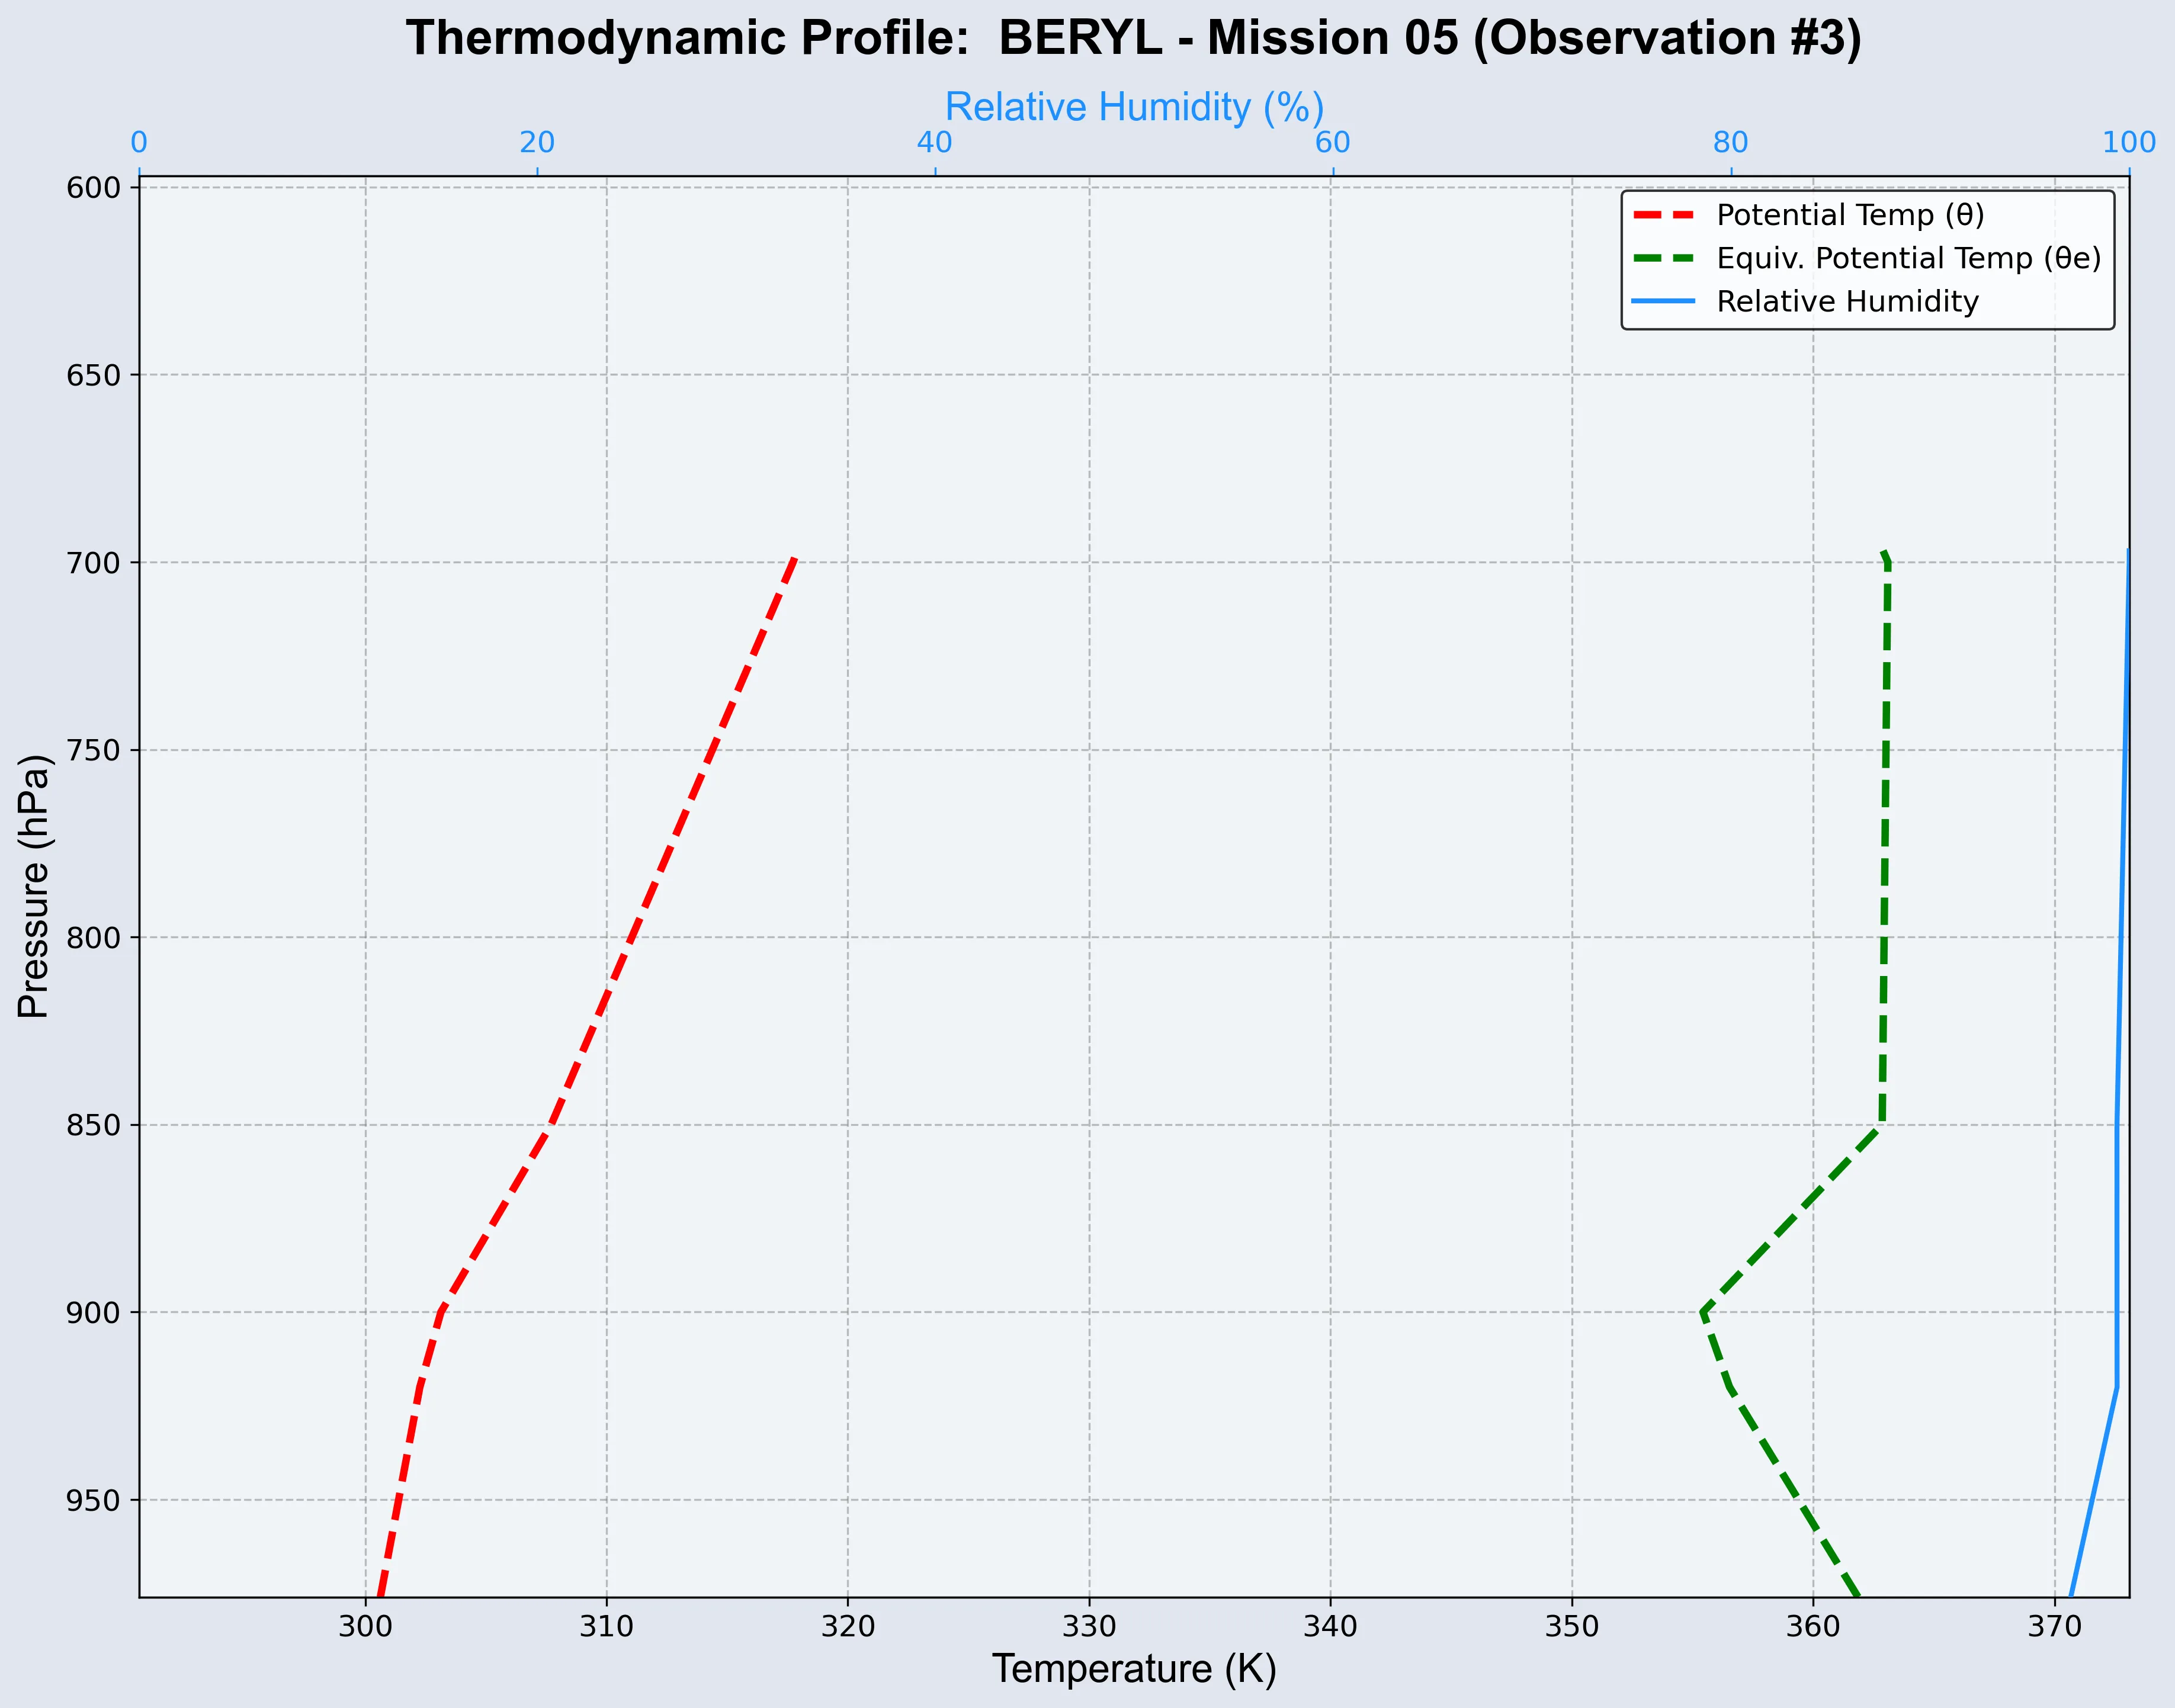 Thermodynamic Profile:  BERYL - Mission 05 (Observation #3)
Relative Humidity (%)
0 20 40 60 80 100
Potential Temp (θ)
Equiv. Potential Temp (θe)
Relative Humidity
Pressure (hPa)
600
650
700
750
800
850
900
950
300 310 320 330 340 350 360 370
Temperature (K)